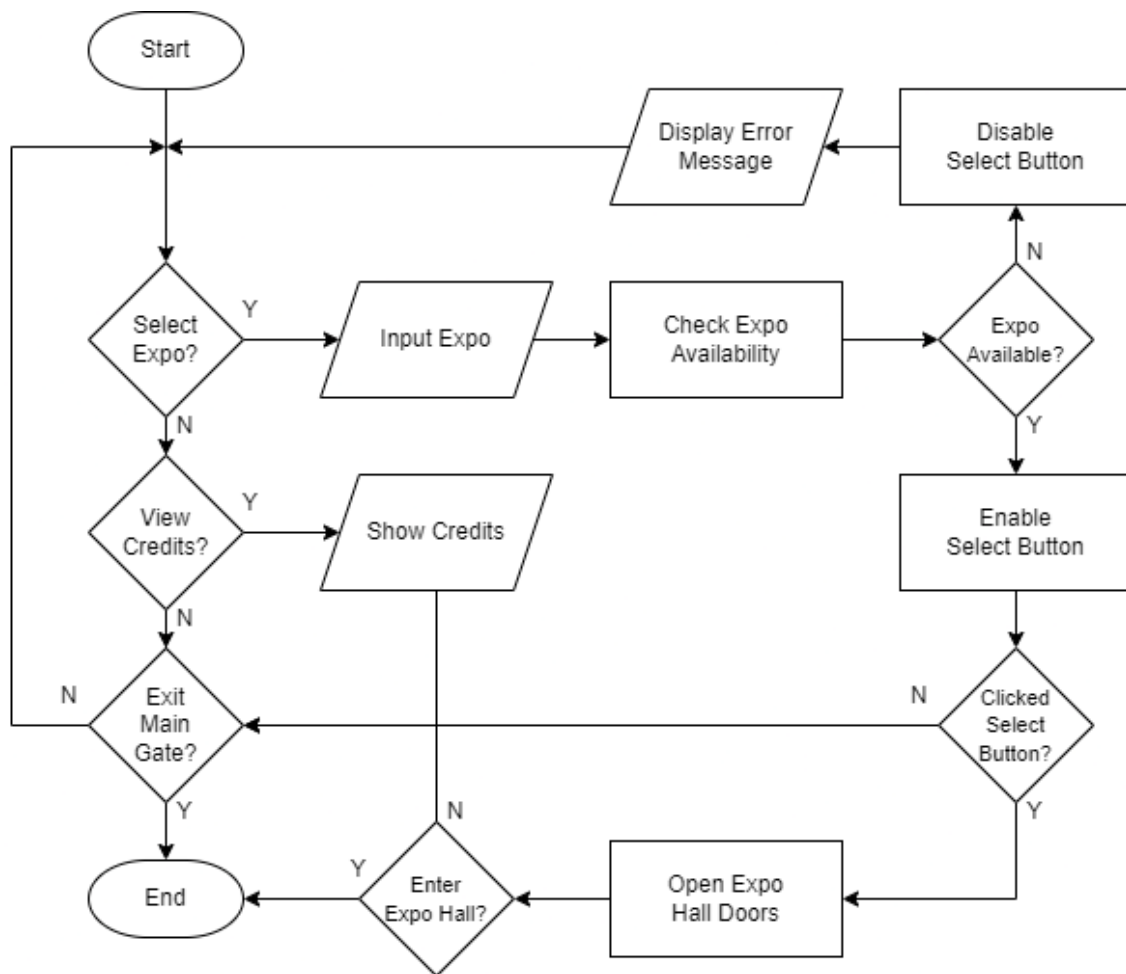 Start
Display Error
Message
Disable
Select Button
N
Y
Select
Expo?
Input Expo
Check Expo
Availability
Expo
Available?
N
Y
Y
View
Credits?
Show Credits
Enable
Select Button
N
N
Exit
Main
Gate?
N
Clicked
Select
Button?
Y
N
Y
Y
End
Enter
Expo Hall?
Open Expo
Hall Doors